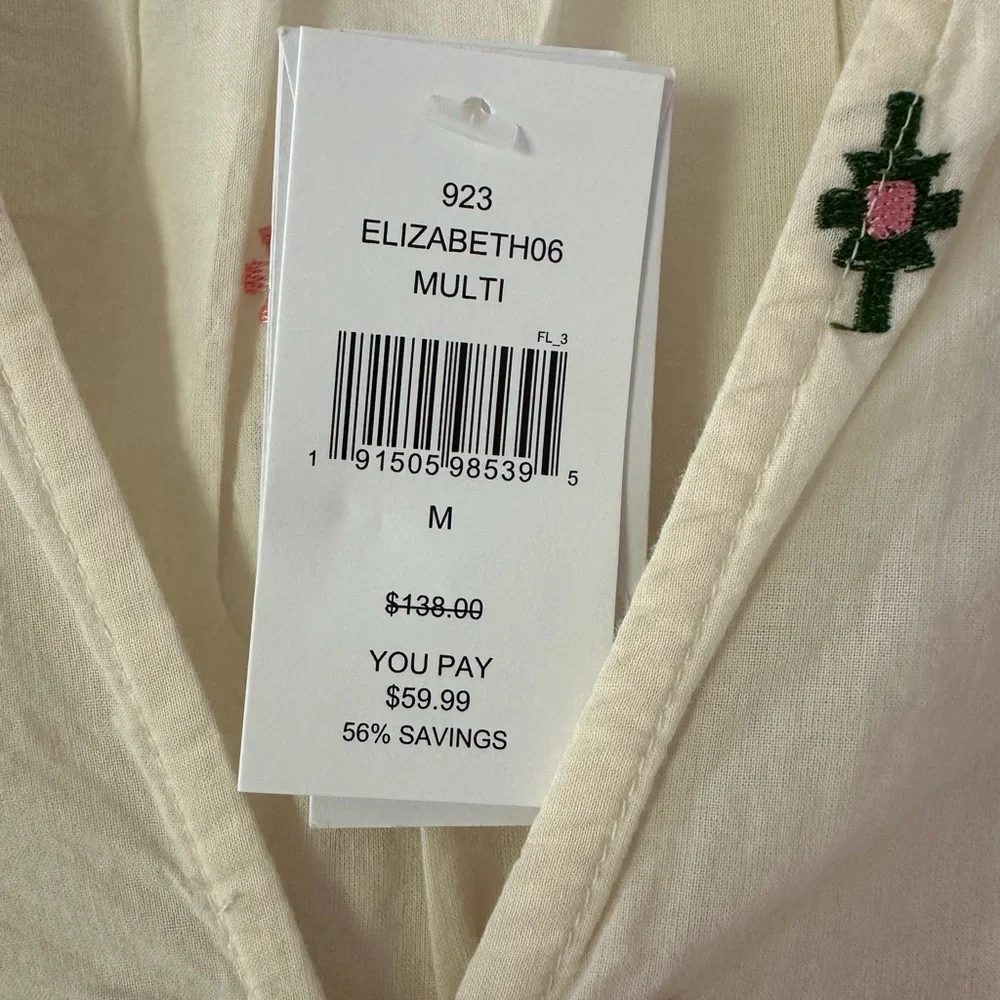 923
ELIZABETH06
MULTI
FL_3
1 91505 98539 5
M
$138.00
YOU PAY
$59.99
56% SAVINGS